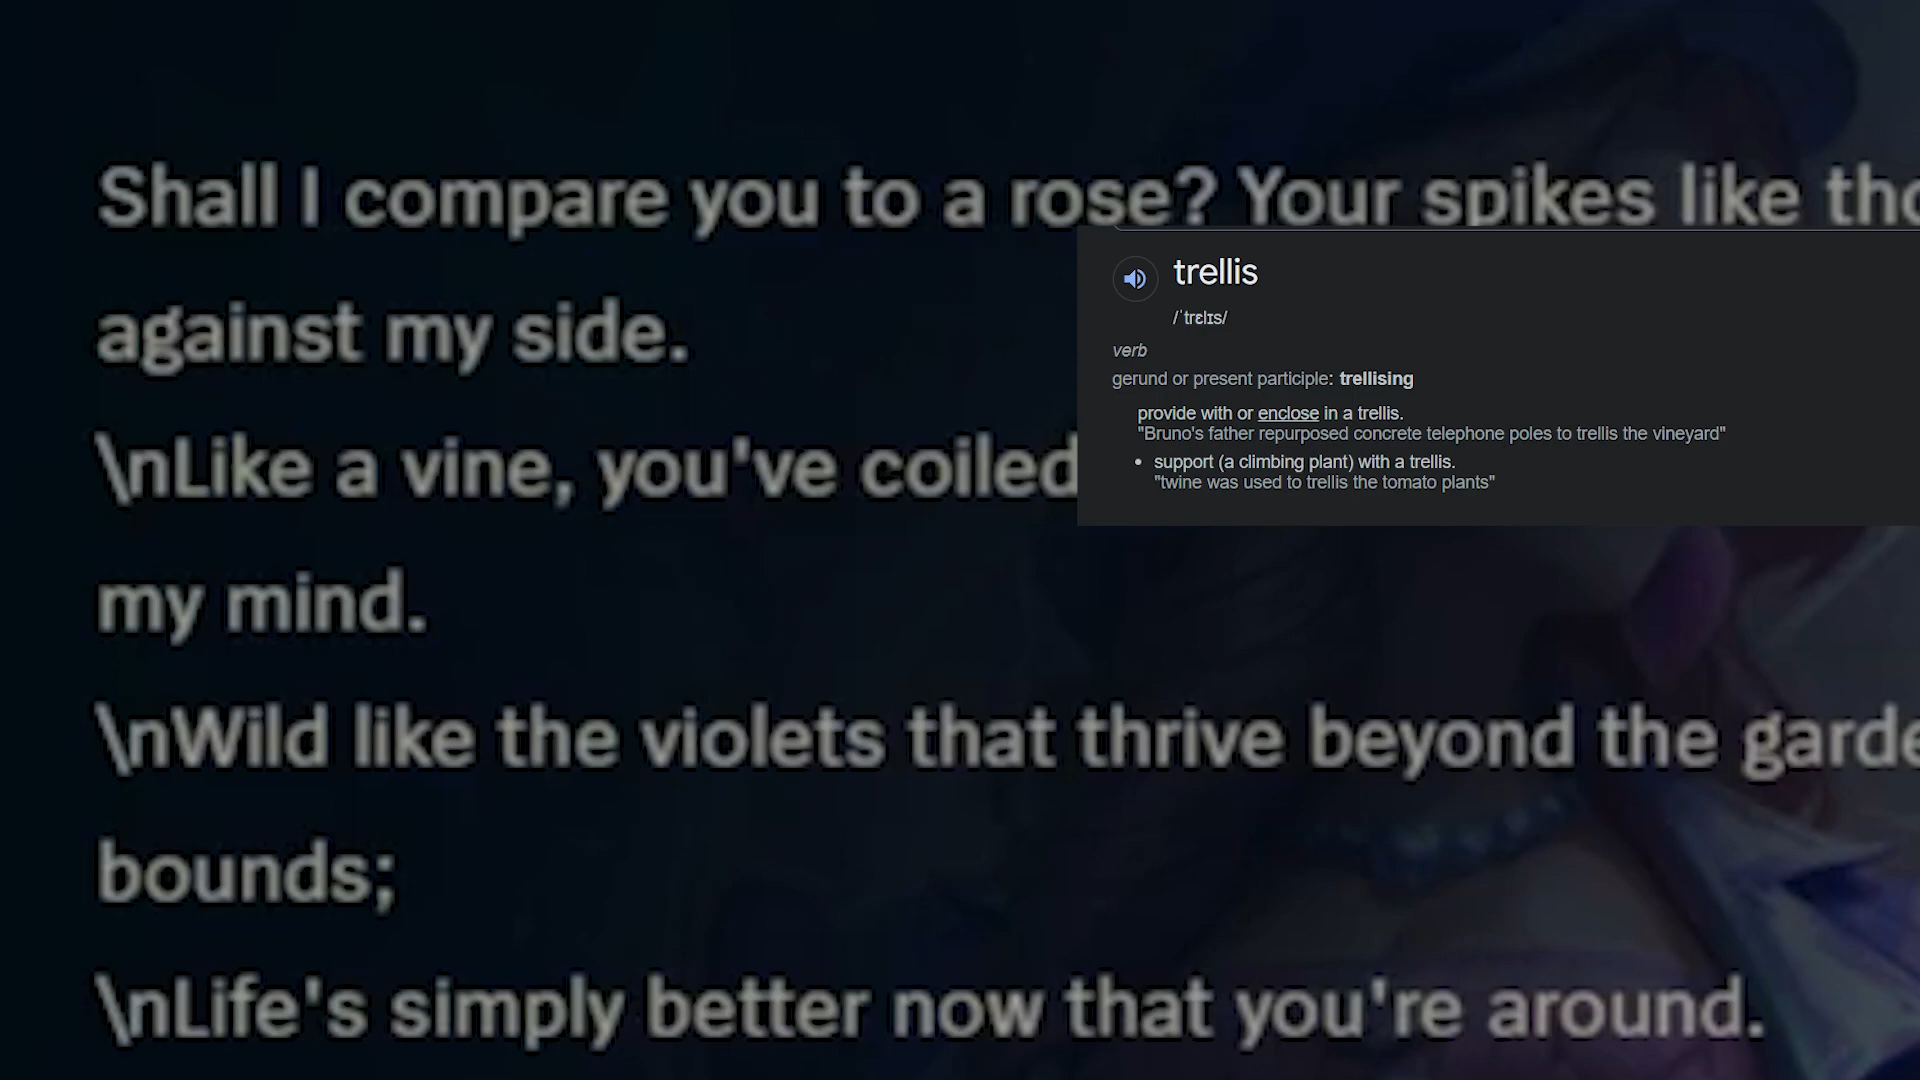 Shall I compare you to a rose? Your spikes like
against my side.
\nLike a vine, you've coiled
my mind.
\nWild like the violets that thrive beyond the
bounds;
\nLife's simply better now that you're around.
trellis
/ˈtrɛlɪs/
verb
gerund or present participle: trellising
provide with or enclose in a trellis.
"Bruno's father repurposed concrete telephone poles to trellis the vineyard"
• support (a climbing plant) with a trellis.
"twine was used to trellis the tomato plants"